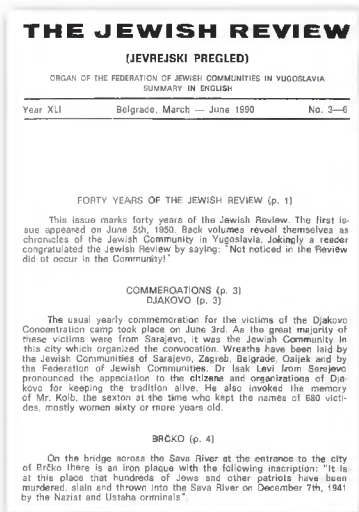 THE JEWISH REVIEW
(JEVREJSKI PREGLED)
ORGAN OF THE FEDERATION OF JEWISH COMMUNITIES IN YUGOSLAVIA
SUMMARY IN ENGLISH
Year XLI Belgrade, March — June 1990 No. 3—6
FORTY YEARS OF THE JEWISH REVIEW (p. 1)
This issue marks forty years of the Jewish Review. The first is-
sue appeared on June 5th, 1950. Back volumes reveal themselves as
chronicles of the Jewish Community in Yugoslavia. Jokingly a reader
congratulated the Jewish Review by saying: "Not noticed in the Review
did ot occur in the Community!"
COMMEROATIONS (p. 3)
DJAKOVO (p. 3)
The usual yearly commemoration for the victims of the Djakovo
Concentration camp took place on June 3rd. As the great majority of
these victims were from Sarajevo, it was the Jewish Community in
this city which organized the convocation. Wreaths have been laid by
the Jewish Communities of Sarajevo, Zagreb, Belgrade, Osijek and by
the Federation of Jewish Communities. Dr Isak Levi from Sarajevo
pronounced the appeciation to the citizens and organizations of Dja-
kovo for keeping the tradition alive. He also invoked the memory
of Mr. Kolb, the sexton at the time who kept the names of 680 victi-
des, mostly women sixty or more years old.
BRČKO (p. 4)
On the bridge across the Sava River at the entrance to the city
of Brčko there is an iron plaque with the following inscription: "It is
at this place that hundreds of Jews and other patriots have been
murdered, slain and thrown into the Sava River on December 7th, 1941
by the Nazist and Ustaha criminals".